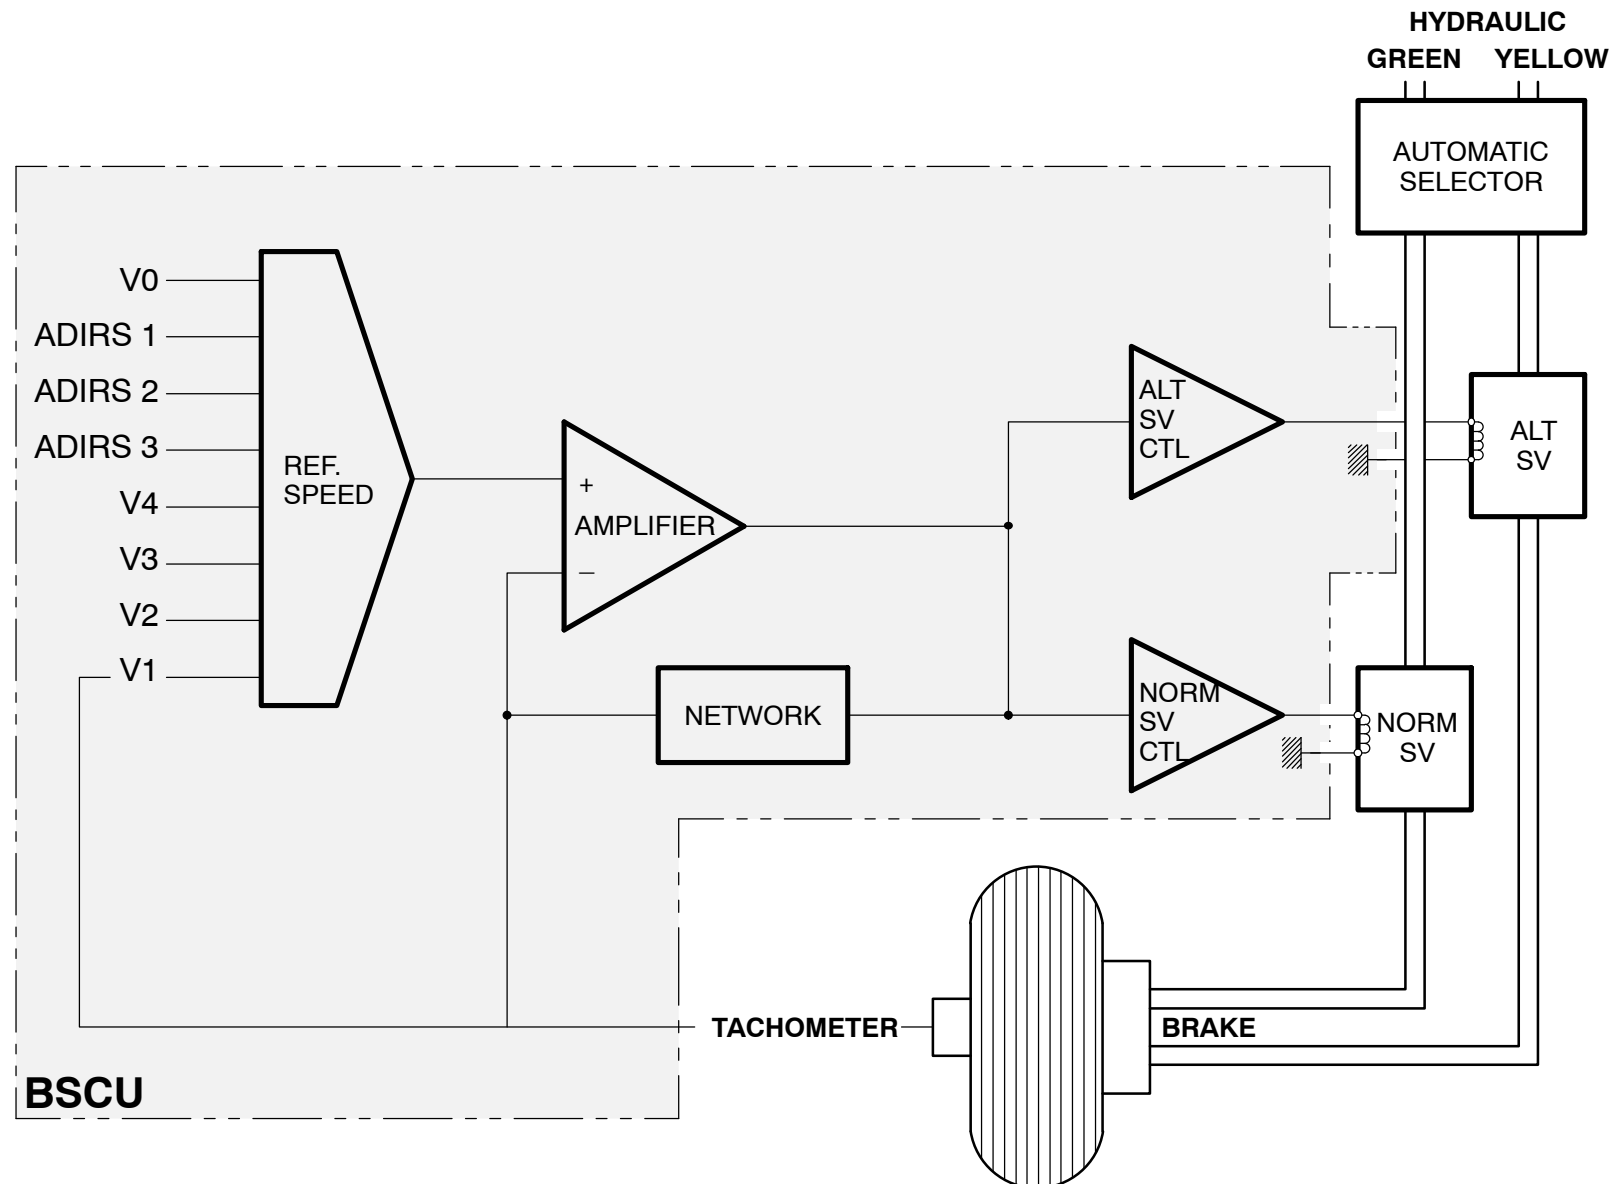 HYDRAULIC
GREEN YELLOW
AUTOMATIC
SELECTOR
V0
ADIRS 1
ADIRS 2
ADIRS 3
V4
V3
V2
V1
REF.
SPEED
+
AMPLIFIER
–
NETWORK
ALT
SV
CTL
ALT
SV
NORM
SV
CTL
NORM
SV
TACHOMETER
BRAKE
BSCU